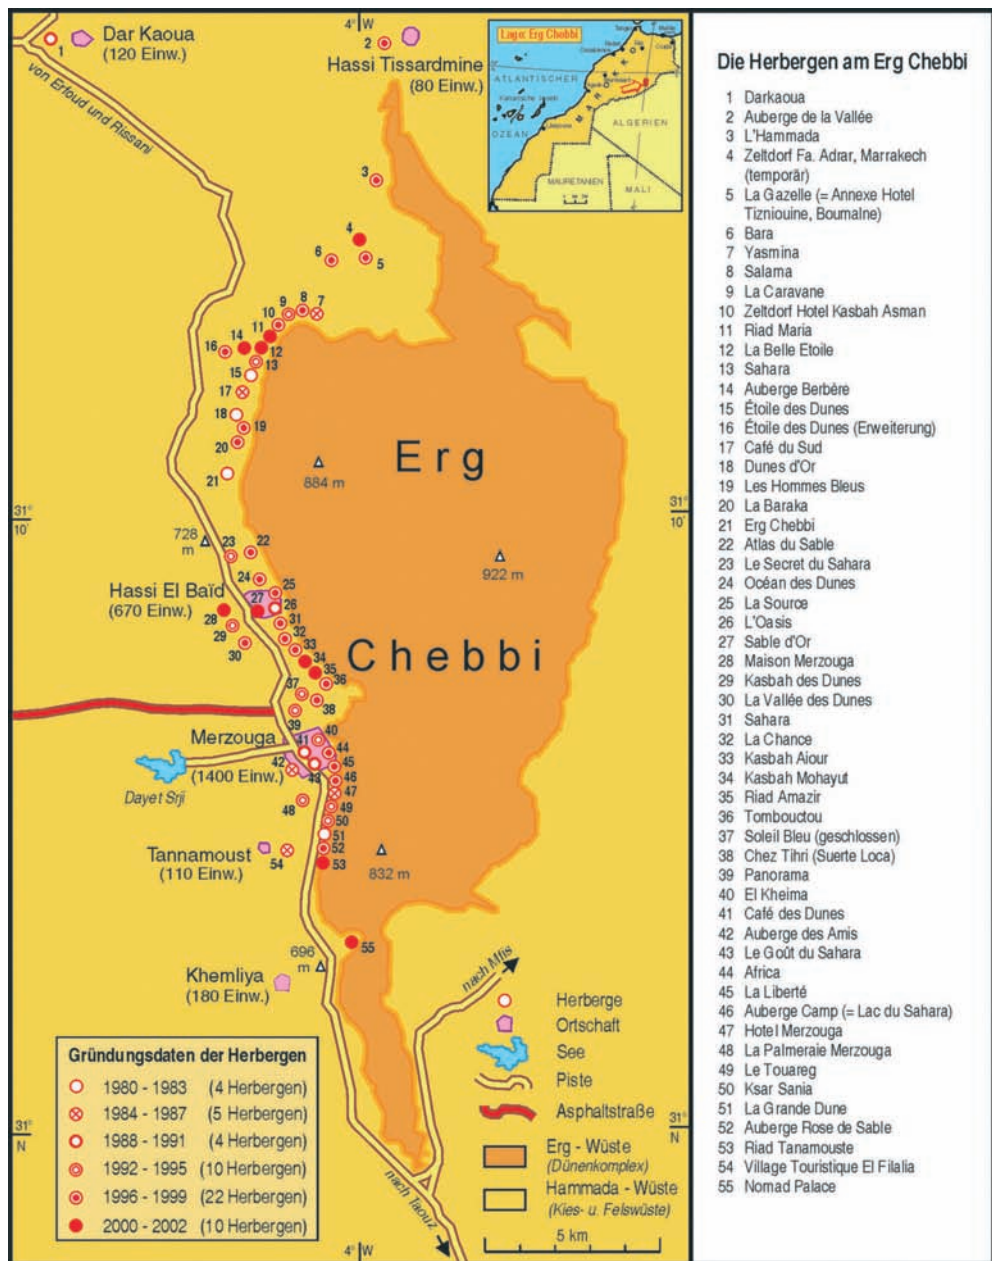 4° W
Dar Kaoua
(120 Einw.)
1
2
Hassi Tissardmine
(80 Einw.)
von Erfoud und Rissani
Lage: Erg Chebbi
ATLANTISCHER
OZEAN
Kanarische Inseln
MAROKKO
ALGERIEN
MAURETANIEN
MALI
3
4
6
5
9
8
7
10
11
14
16
12
13
15
17
18
19
20
21
Erg
884 m
31°
10'
31°
10'
728
m
23
22
922 m
24
Hassi El Baïd
(670 Einw.)
25
27
26
28
31
29
32
30
33
34
Chebbi
35
36
37
38
39
Merzouga
(1400 Einw.)
40
41
44
42
45
43
46
47
Dayet Srji
48
49
50
51
Tannamoust
(110 Einw.)
52
54
53
832 m
55
696
m
Khemliya
(180 Einw.)
nach Mfis
Herberge
Ortschaft
See
Piste
Asphaltstraße
Erg - Wüste
(Dünenkomplex)
Hammada - Wüste
(Kies- u. Felswüste)
5 km
Gründungsdaten der Herbergen
1980 - 1983 (4 Herbergen)
1984 - 1987 (5 Herbergen)
1988 - 1991 (4 Herbergen)
1992 - 1995 (10 Herbergen)
1996 - 1999 (22 Herbergen)
2000 - 2002 (10 Herbergen)
31°
N
31°
N
nach Taouz
4° W
Die Herbergen am Erg Chebbi
1 Darkaoua
2 Auberge de la Vallée
3 L'Hammada
4 Zeltdorf Fa. Adrar, Marrakech
(temporär)
5 La Gazelle (= Annexe Hotel
Tizniouine, Boumalne)
6 Bara
7 Yasmina
8 Salama
9 La Caravane
10 Zeltdorf Hotel Kasbah Asman
11 Riad Maria
12 La Belle Etoile
13 Sahara
14 Auberge Berbère
15 Étoile des Dunes
16 Étoile des Dunes (Erweiterung)
17 Café du Sud
18 Dunes d'Or
19 Les Hommes Bleus
20 La Baraka
21 Erg Chebbi
22 Atlas du Sable
23 Le Secret du Sahara
24 Océan des Dunes
25 La Source
26 L'Oasis
27 Sable d'Or
28 Maison Merzouga
29 Kasbah des Dunes
30 La Vallée des Dunes
31 Sahara
32 La Chance
33 Kasbah Aiour
34 Kasbah Mohayut
35 Riad Amazir
36 Tombouctou
37 Soleil Bleu (geschlossen)
38 Chez Tihri (Suerte Loca)
39 Panorama
40 El Kheima
41 Café des Dunes
42 Auberge des Amis
43 Le Goût du Sahara
44 Africa
45 La Liberté
46 Auberge Camp (= Lac du Sahara)
47 Hotel Merzouga
48 La Palmeraie Merzouga
49 Le Touareg
50 Ksar Sania
51 La Grande Dune
52 Auberge Rose de Sable
53 Riad Tanamouste
54 Village Touristique El Filalia
55 Nomad Palace